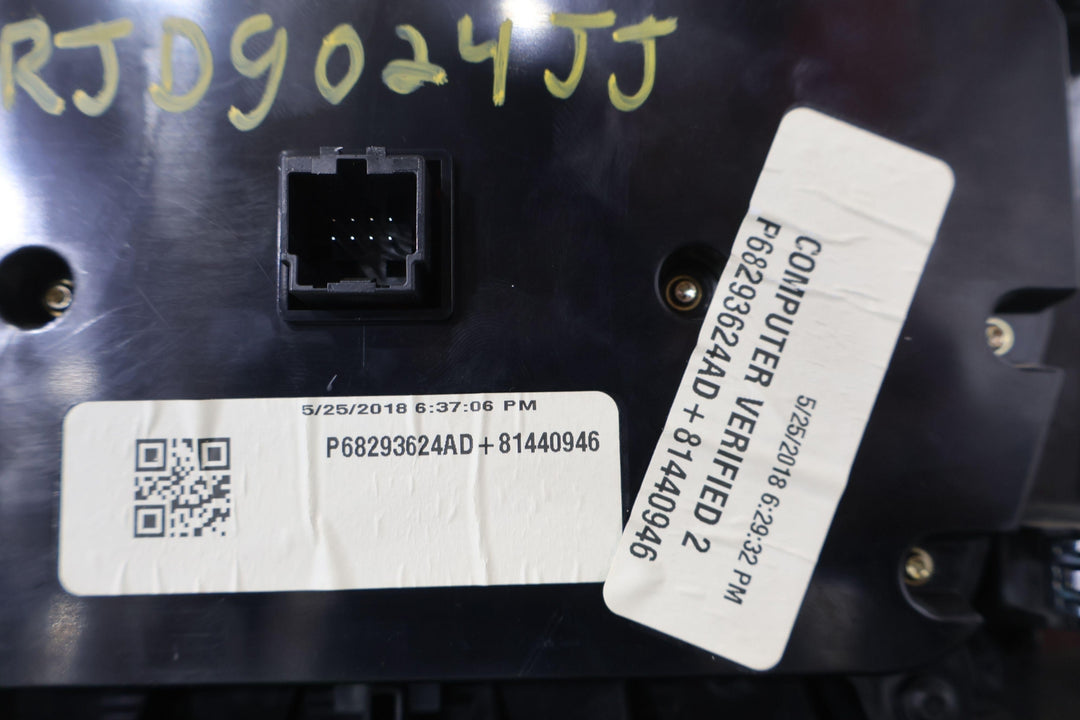 RJD9024JJ
5/25/2018 6:37:06 PM
P68293624AD+81440946
5/25/2018 6:29:32 PM
COMPUTER VERIFIED 2
P68293624AD+81440946